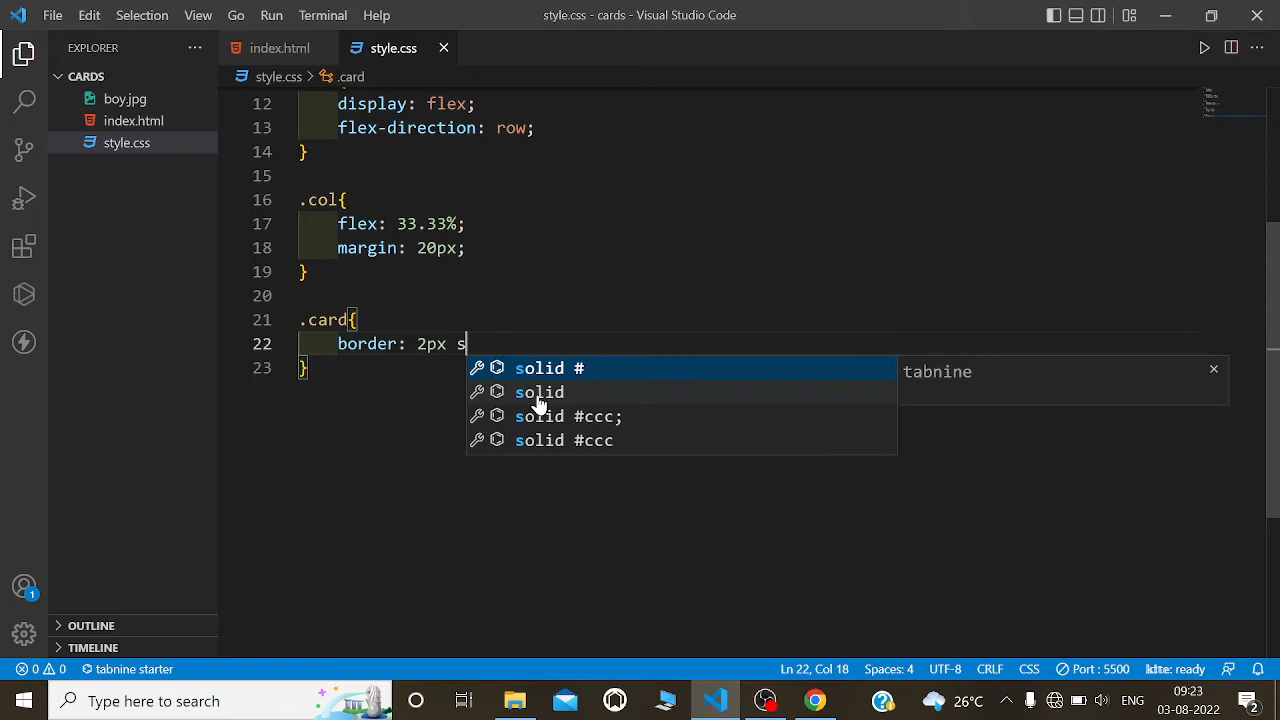 File Edit Selection View Go Run Terminal Help style.css - cards - Visual Studio Code
EXPLORER
index.html style.css
CARDS
style.css > .card
boy.jpg
index.html
style.css
12 display: flex;
13 flex-direction: row;
14 }
15
16 .col{
17 flex: 33.33%;
18 margin: 20px;
19 }
20
21 .card{
22 border: 2px s
23 }
solid # tabnine
solid
solid #ccc;
solid #ccc
1
OUTLINE
TIMELINE
0 0 tabnine starter Ln 22, Col 18 Spaces: 4 UTF-8 CRLF CSS Port : 5500 kite: ready
Type here to search 26°C ENG 09:23
03-08-2022 2